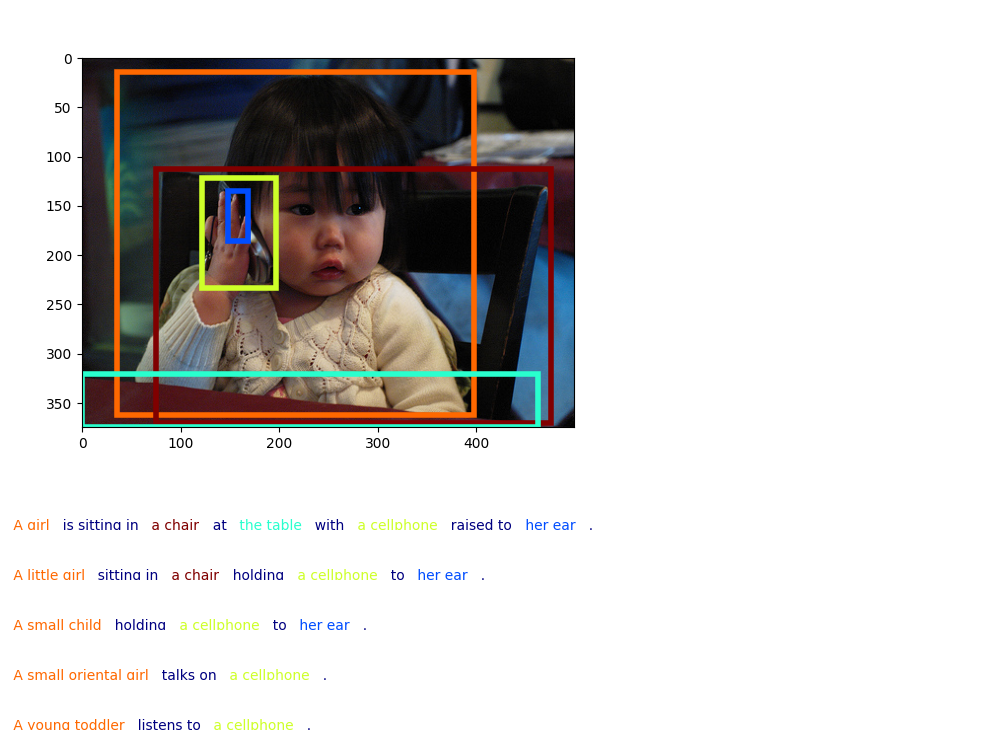 0
50
100
150
200
250
300
350
0 100 200 300 400
A girl is sitting in a chair at the table with a cellphone raised to her ear .
A little girl sitting in a chair holding a cellphone to her ear .
A small child holding a cellphone to her ear .
A small oriental girl talks on a cellphone .
A young toddler listens to a cellphone .